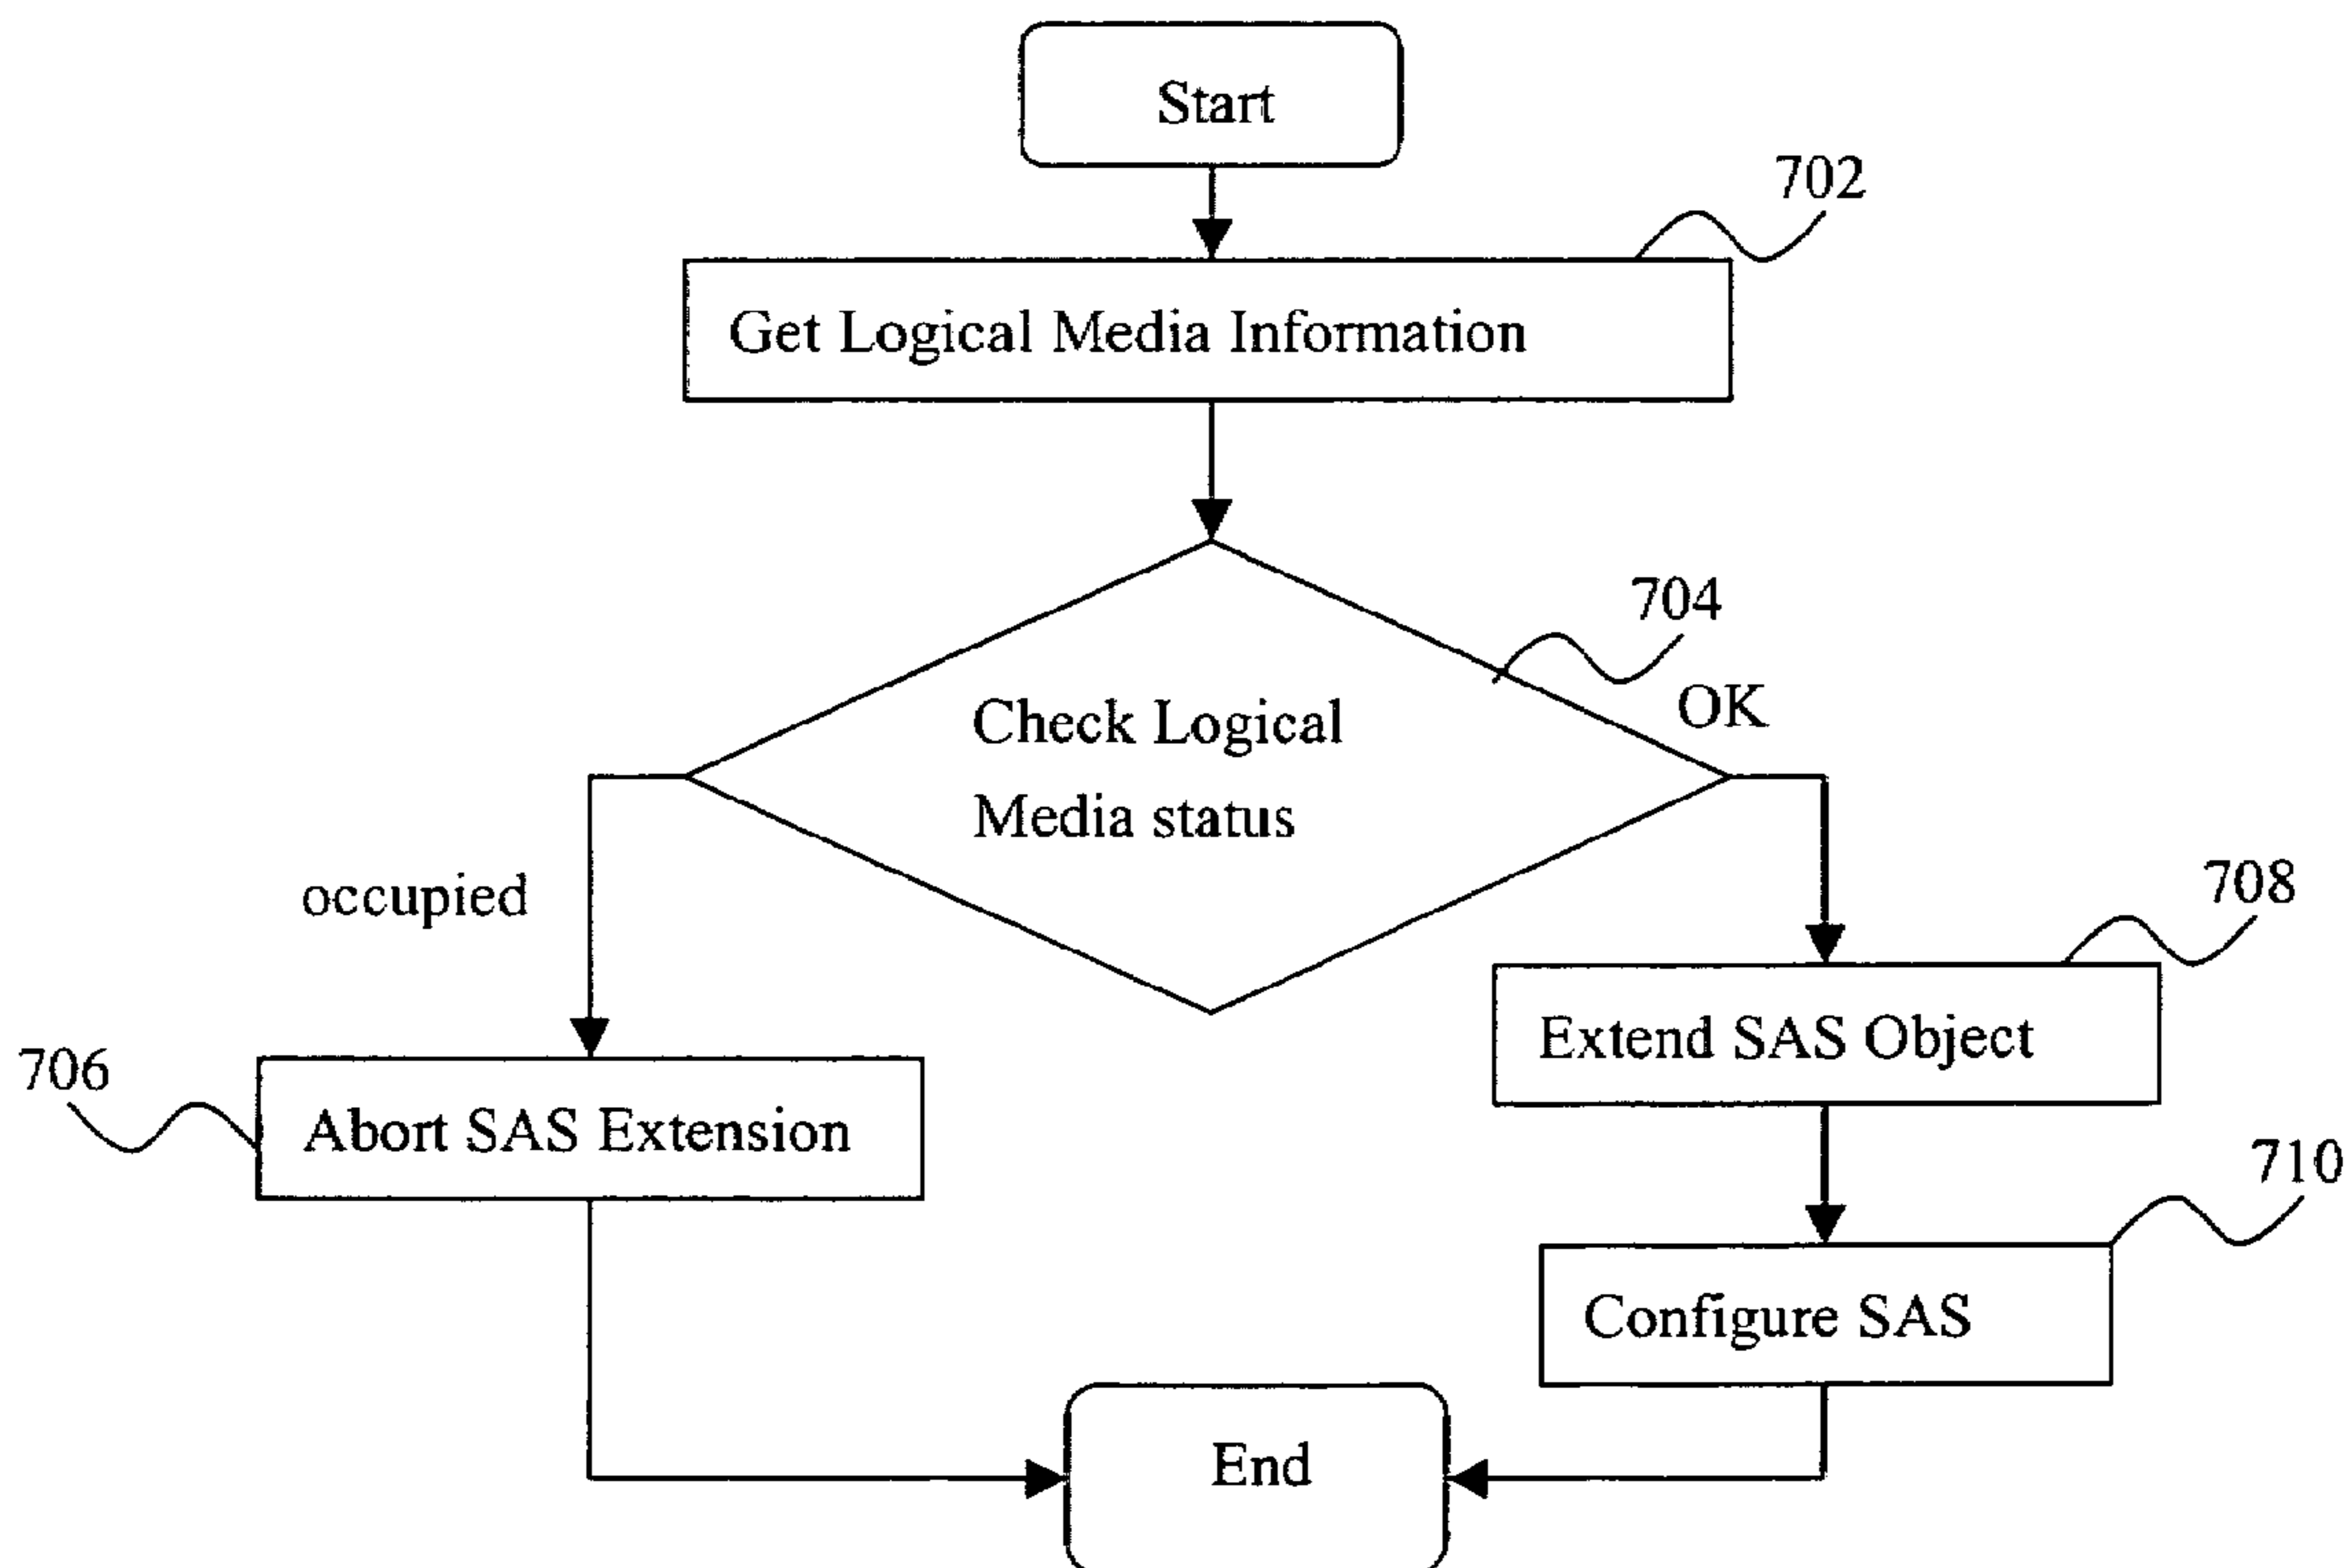 Start
702
Get Logical Media Information
704
OK
Check Logical
Media status
occupied
708
Extend SAS Object
706
Abort SAS Extension
710
Configure SAS
End